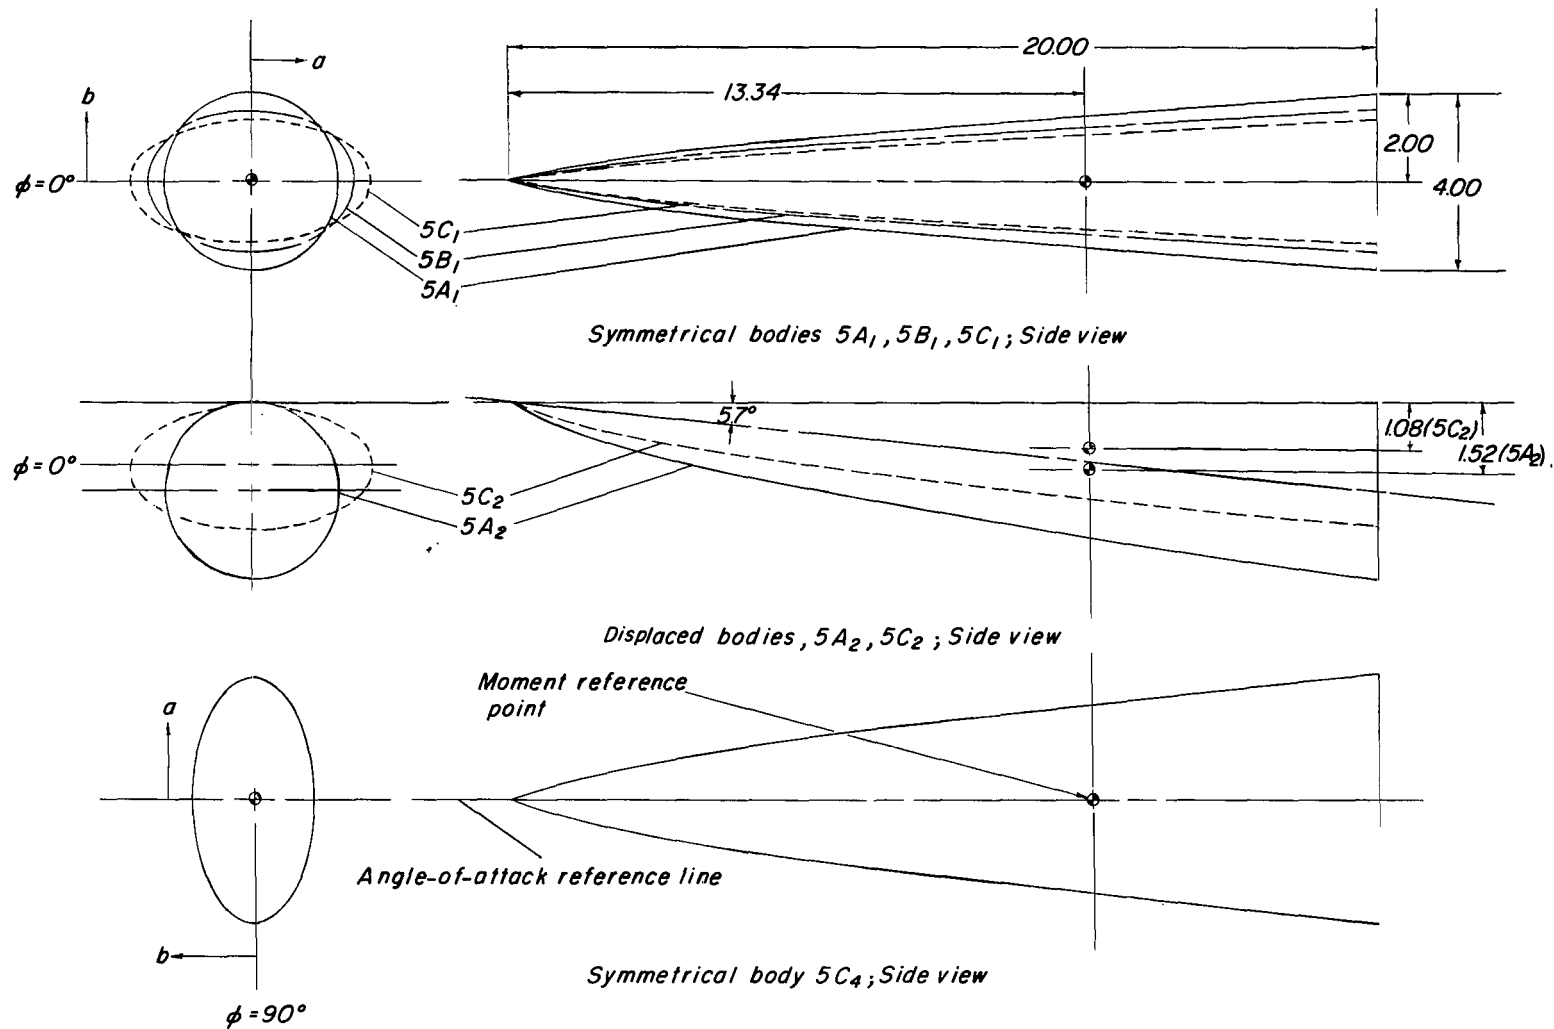 20.00
a
13.34
b
2.00
ϕ=0°
4.00
5C₁
5B₁
5A₁
Symmetrical bodies 5A₁, 5B₁, 5C₁; Side view
5.7°
1.08(5C₂)
1.52(5A₂)
ϕ=0°
5C₂
5A₂
Displaced bodies, 5A₂, 5C₂; Side view
Moment reference
point
a
Angle-of-attack reference line
b
Symmetrical body 5C₄; Side view
ϕ=90°